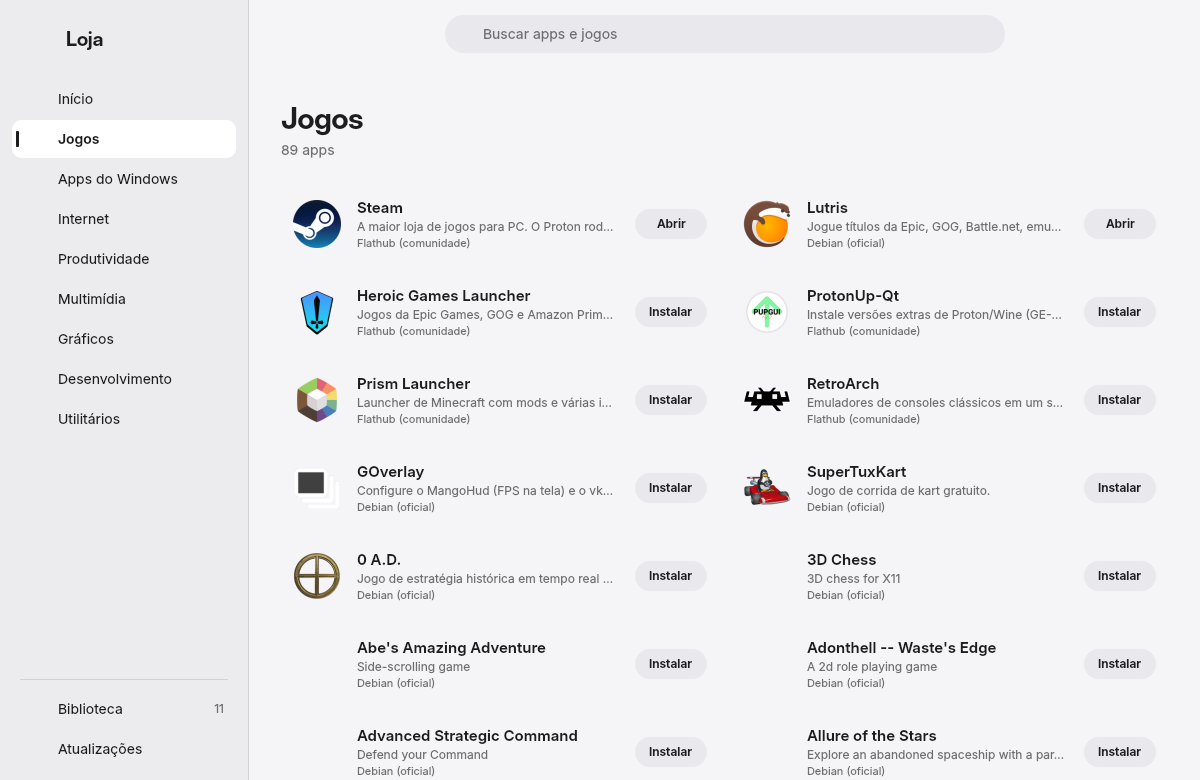 Loja
Buscar apps e jogos
Início
Jogos
Apps do Windows
Internet
Produtividade
Multimídia
Gráficos
Desenvolvimento
Utilitários
Biblioteca 11
Atualizações
Jogos
89 apps
Steam
A maior loja de jogos para PC. O Proton rod...
Flathub (comunidade)
Abrir
Lutris
Jogue títulos da Epic, GOG, Battle.net, emu...
Debian (oficial)
Abrir
Heroic Games Launcher
Jogos da Epic Games, GOG e Amazon Prim...
Flathub (comunidade)
Instalar
PUPGUI
ProtonUp-Qt
Instale versões extras de Proton/Wine (GE-...
Flathub (comunidade)
Instalar
Prism Launcher
Launcher de Minecraft com mods e várias i...
Flathub (comunidade)
Instalar
RetroArch
Emuladores de consoles clássicos em um s...
Flathub (comunidade)
Instalar
GOverlay
Configure o MangoHud (FPS na tela) e o vk...
Debian (oficial)
Instalar
SuperTuxKart
Jogo de corrida de kart gratuito.
Debian (oficial)
Instalar
0 A.D.
Jogo de estratégia histórica em tempo real ...
Debian (oficial)
Instalar
3D Chess
3D chess for X11
Debian (oficial)
Instalar
Abe's Amazing Adventure
Side-scrolling game
Debian (oficial)
Instalar
Adonthell -- Waste's Edge
A 2d role playing game
Debian (oficial)
Instalar
Advanced Strategic Command
Defend your Command
Debian (oficial)
Instalar
Allure of the Stars
Explore an abandoned spaceship with a par...
Debian (oficial)
Instalar